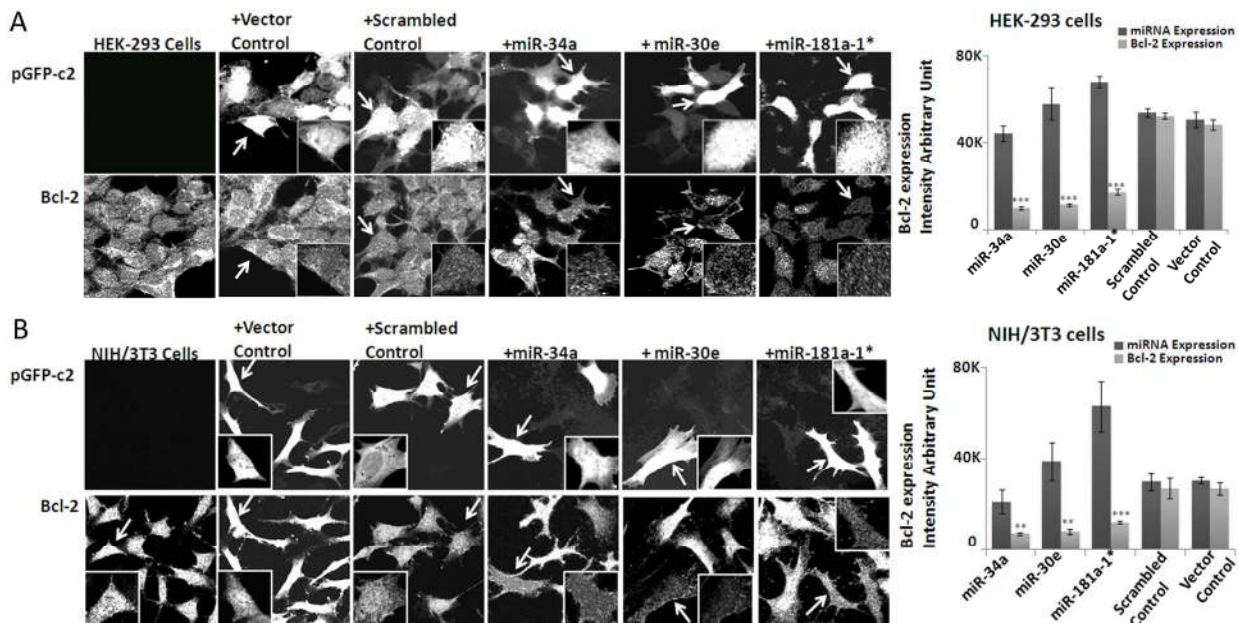 A
HEK-293 Cells
+Vector
Control
+Scrambled
Control
+miR-34a
+ miR-30e
+miR-181a-1*
pGFP-c2
Bcl-2
HEK-293 cells
miRNA Expression
Bcl-2 Expression
80K
40K
0
Bcl-2 expression
Intensity Arbitrary Unit
***
***
***
miR-34a
miR-30e
miR-181a-1*
Scrambled
Control
Vector
Control
B
NIH/3T3 Cells
+Vector
Control
+Scrambled
Control
+miR-34a
+ miR-30e
+miR-181a-1*
pGFP-c2
Bcl-2
NIH/3T3 cells
miRNA Expression
Bcl-2 Expression
80K
40K
0
Bcl-2 expression
Intensity Arbitrary Unit
**
**
***
miR-34a
miR-30e
miR-181a-1*
Scrambled
Control
Vector
Control